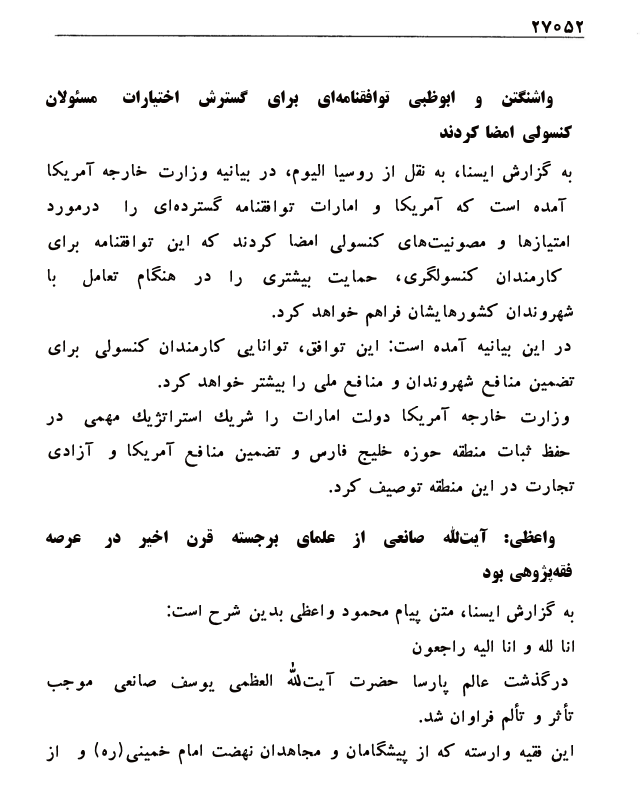 ۲۷۰۵۲
واشنگتن و ابوظبی توافقنامه‌ای برای گسترش اختیارات مسئولان
کنسولی امضا کردند
به گزارش ایسنا، به نقل از روسیا الیوم، در بیانیه وزارت خارجه آمریکا
آمده است که آمریکا و امارات توافقنامه گسترده‌ای را درمورد
امتیازها و مصونیت‌های کنسولی امضا کردند که این توافقنامه برای
کارمندان کنسولگری، حمایت بیشتری را در هنگام تعامل با
شهروندان کشورهایشان فراهم خواهد کرد.
در این بیانیه آمده است: این توافق، توانایی کارمندان کنسولی برای
تضمین منافع شهروندان و منافع ملی را بیشتر خواهد کرد.
وزارت خارجه آمریکا دولت امارات را شریك استراتژیك مهمی در
حفظ ثبات منطقه حوزه خلیج فارس و تضمین منافع آمریکا و آزادی
تجارت در این منطقه توصیف کرد.
واعظی: آیت‌الله صانعی از علمای برجسته قرن اخیر در عرصه
فقه‌پژوهی بود
به گزارش ایسنا، متن پیام محمود واعظی بدین شرح است:
انا لله و انا الیه راجعون
درگذشت عالم پارسا حضرت آیت‌الله العظمی یوسف صانعی موجب
تأثر و تألم فراوان شد.
این فقیه وارسته که از پیشگامان و مجاهدان نهضت امام خمینی(ره) و از